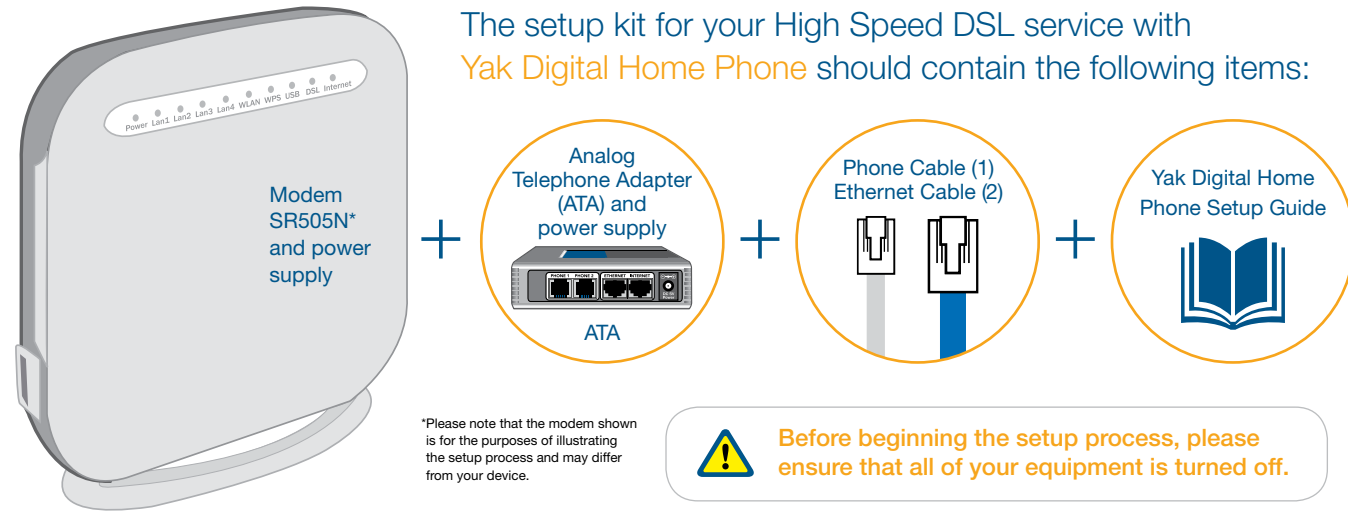 The setup kit for your High Speed DSL service with
Yak Digital Home Phone should contain the following items:
Power Lan1 Lan2 Lan3 Lan4 WLAN WPS USB DSL Internet
Modem
SR505N*
and power
supply
+
Analog
Telephone Adapter
(ATA) and
power supply
PHONE 1 PHONE 2 ETHERNET INTERNET
DC 5V
Power
ATA
+
Phone Cable (1)
Ethernet Cable (2)
+
Yak Digital Home
Phone Setup Guide
*Please note that the modem shown
is for the purposes of illustrating
the setup process and may differ
from your device.
Before beginning the setup process, please
ensure that all of your equipment is turned off.